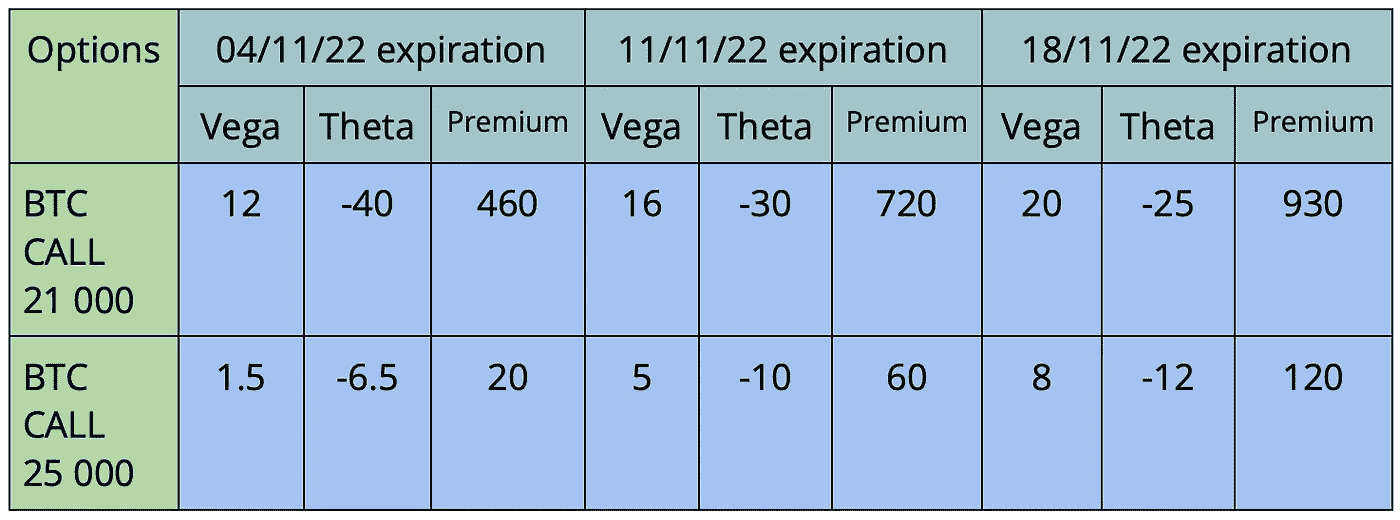 Options 04/11/22 expiration 11/11/22 expiration 18/11/22 expiration
Vega Theta Premium Vega Theta Premium Vega Theta Premium
BTC 12 -40 460 16 -30 720 20 -25 930
CALL
21 000
BTC 1.5 -6.5 20 5 -10 60 8 -12 120
CALL
25 000